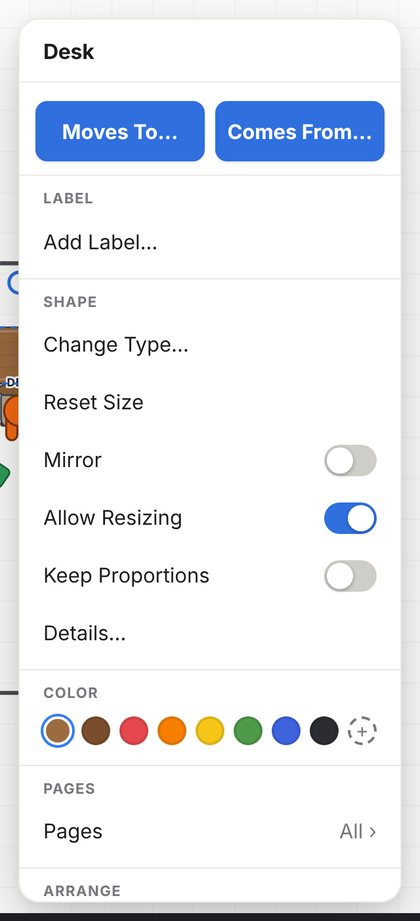 Desk
Moves To...
Comes From...
LABEL
Add Label...
SHAPE
Change Type...
Reset Size
Mirror
Allow Resizing
Keep Proportions
Details...
COLOR
+
PAGES
Pages
All ›
ARRANGE